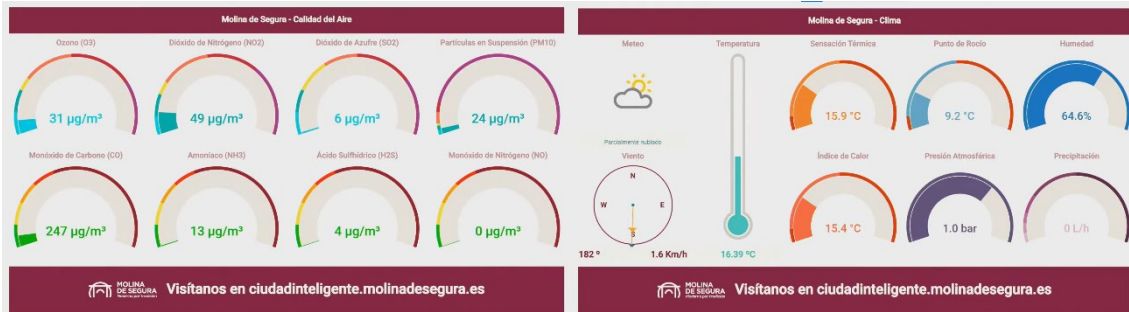 Molina de Segura - Calidad del Aire
Ozono (O3)
Dióxido de Nitrógeno (NO2)
Dióxido de Azufre (SO2)
Partículas en Suspensión (PM10)
31 µg/m³
49 µg/m³
6 µg/m³
24 µg/m³
Monóxido de Carbono (CO)
Amoniaco (NH3)
Ácido Sulfhídrico (H2S)
Monóxido de Nitrógeno (NO)
247 µg/m³
13 µg/m³
4 µg/m³
0 µg/m³
MOLINA
DE SEGURA
Visítanos en ciudadinteligente.molinadesegura.es
Molina de Segura - Clima
Meteo
Temperatura
Sensación Térmica
Punto de Rocío
Humedad
15.9 °C
9.2 °C
64.6%
Parcialmente nublado
Viento
N
W
E
S
182 º
1.6 Km/h
16.39 ºC
Índice de Calor
Presión Atmosférica
Precipitación
15.4 °C
1.0 bar
0 L/h
MOLINA
DE SEGURA
Visítanos en ciudadinteligente.molinadesegura.es